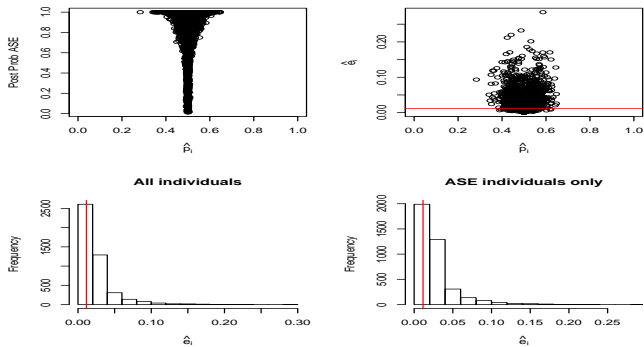 Post Prob ASE
0.0 0.2 0.4 0.6 0.8 1.0
0.0 0.2 0.4 0.6 0.8 1.0
p̂ᵢ
êᵢ
0.00 0.10 0.20
0.0 0.2 0.4 0.6 0.8 1.0
p̂ᵢ
All individuals
Frequency
0 500 1500 2500
0.00 0.10 0.20 0.30
êᵢ
ASE individuals only
Frequency
0 500 1000 2000
0.00 0.05 0.10 0.15 0.25
êᵢ